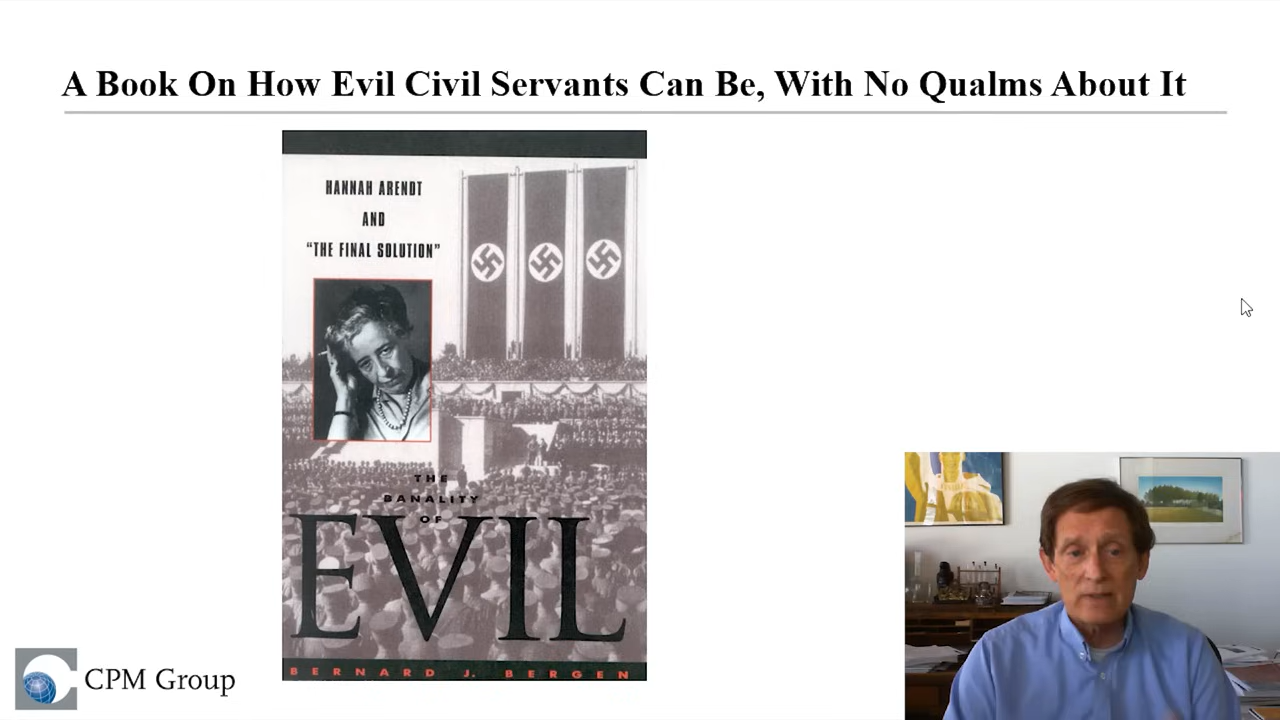 A Book On How Evil Civil Servants Can Be, With No Qualms About It
HANNAH ARENDT
AND
"THE FINAL SOLUTION"
THE
BANALITY
OF
EVIL
BERNARD J. BERGEN
CPM Group